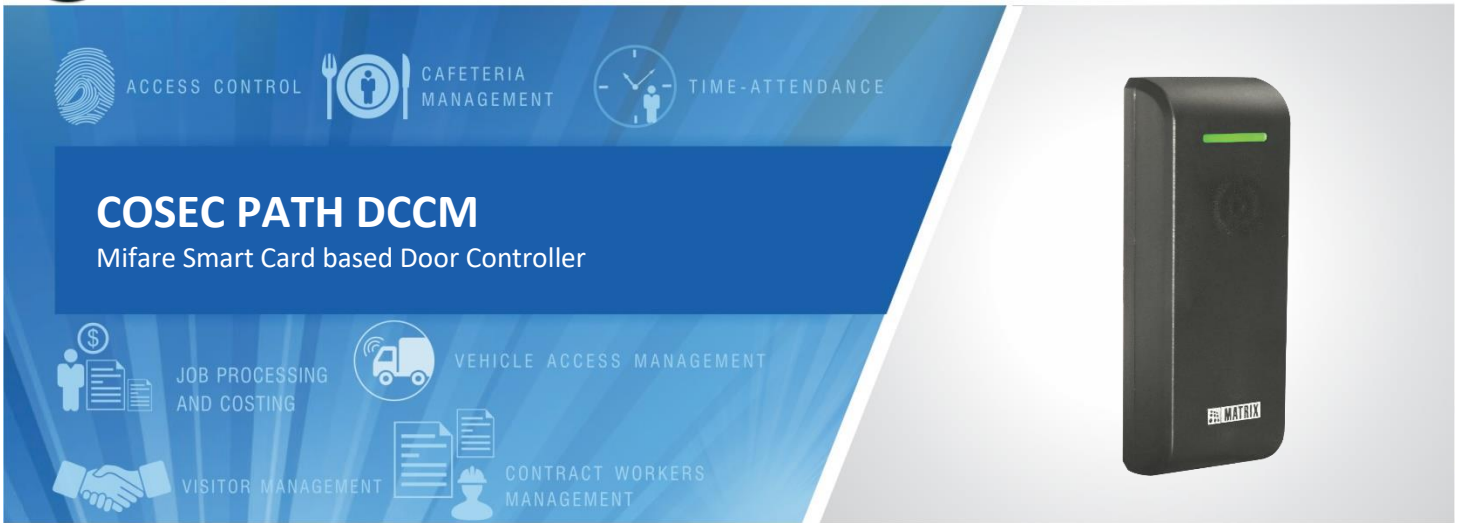 ACCESS CONTROL
CAFETERIA
MANAGEMENT
TIME-ATTENDANCE
COSEC PATH DCCM
Mifare Smart Card based Door Controller
$
JOB PROCESSING
AND COSTING
VEHICLE ACCESS MANAGEMENT
VISITOR MANAGEMENT
CONTRACT WORKERS
MANAGEMENT
MATRIX